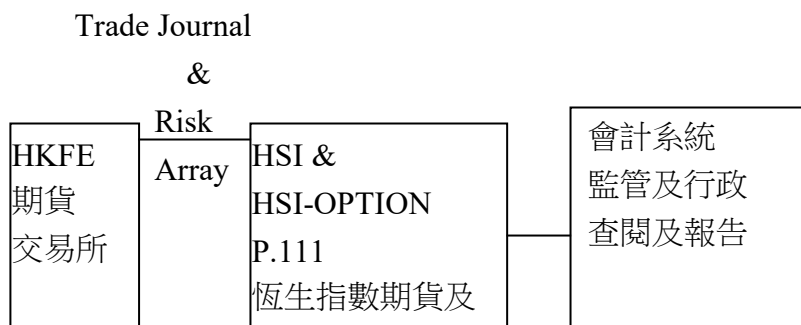 Trade Journal
&
Risk
Array
HKFE
期貨
交易所
HSI &
HSI-OPTION
P.111
恆生指數期貨及
會計系統
監管及行政
查閱及報告